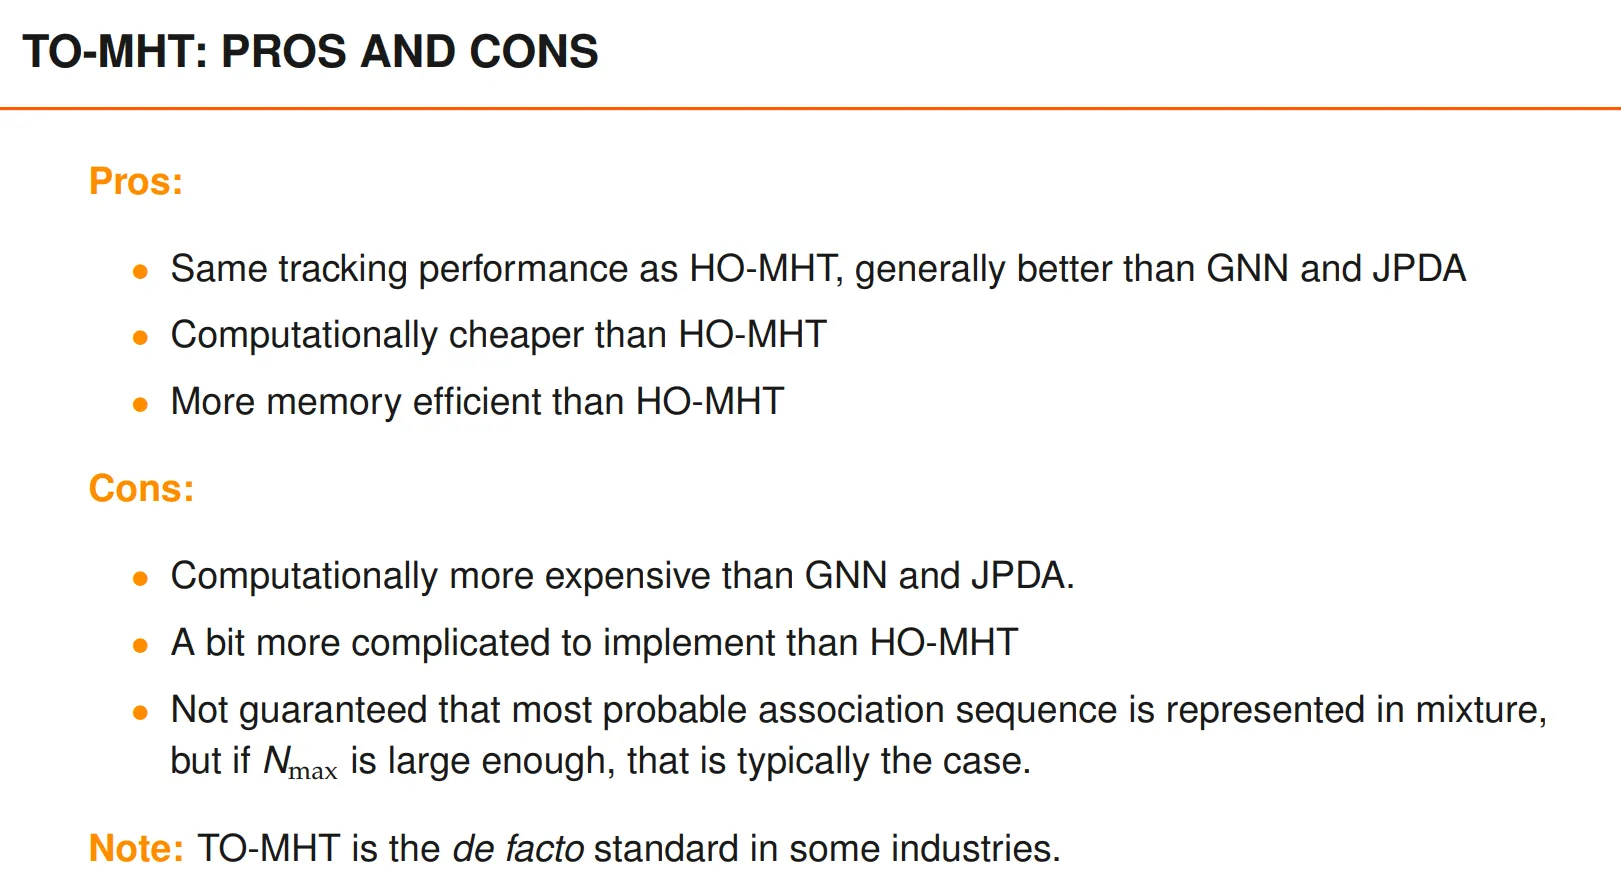 TO-MHT: PROS AND CONS
Pros:
• Same tracking performance as HO-MHT, generally better than GNN and JPDA
• Computationally cheaper than HO-MHT
• More memory efficient than HO-MHT
Cons:
• Computationally more expensive than GNN and JPDA.
• A bit more complicated to implement than HO-MHT
• Not guaranteed that most probable association sequence is represented in mixture,
but if Nmax is large enough, that is typically the case.
Note: TO-MHT is the de facto standard in some industries.